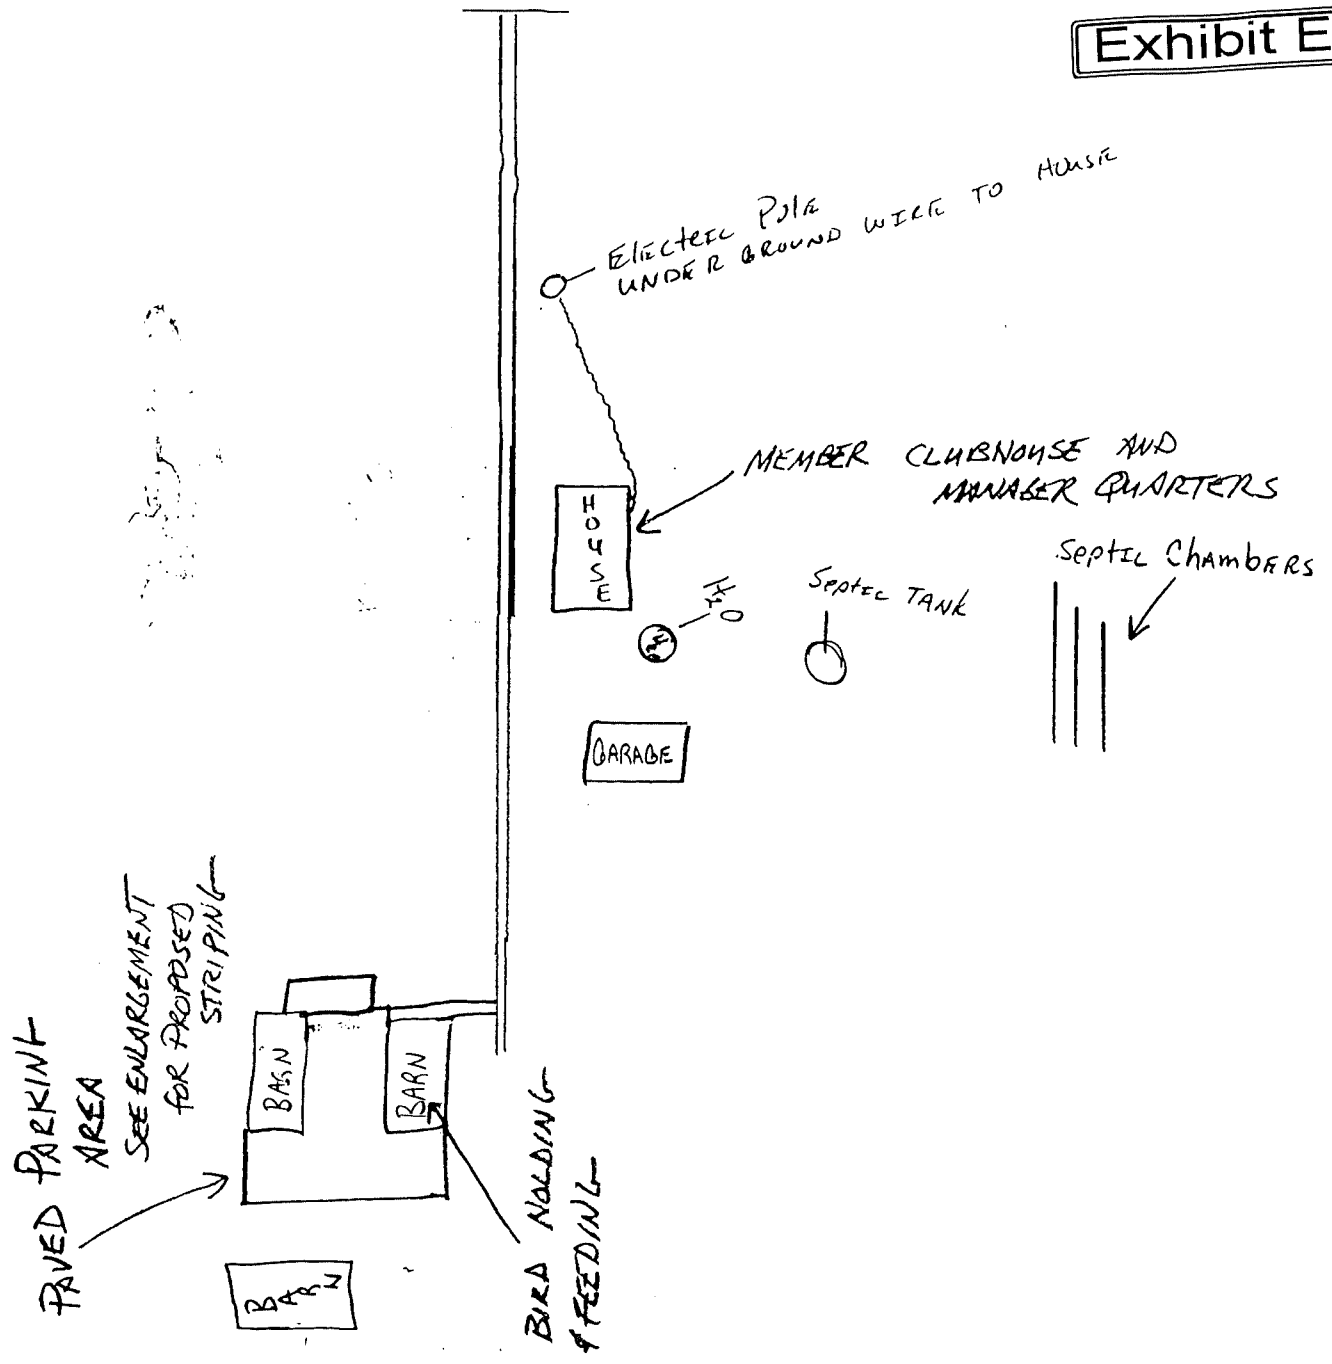 Exhibit E
Electric Pole
UNDER GROUND WIRE TO HOUSE
MEMBER CLUBHOUSE AND
MANAGER QUARTERS
HOUSE
Septic Chambers
H2O
Septic TANK
GARAGE
PAVED PARKING
AREA
SEE ENLARGEMENT
FOR PROPOSED
STRIPING
BARN
BARN
BIRD HOLDING
& FEEDING
BARN